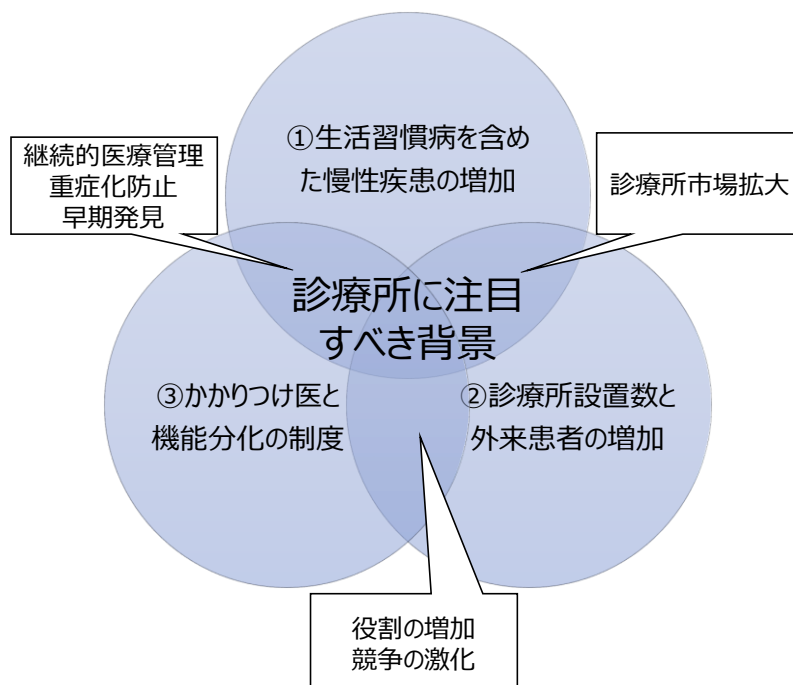 ①生活習慣病を含め
た慢性疾患の増加
継続的医療管理
重症化防止
早期発見
診療所市場拡大
診療所に注目
すべき背景
③かかりつけ医と
機能分化の制度
②診療所設置数と
外来患者の増加
役割の増加
競争の激化